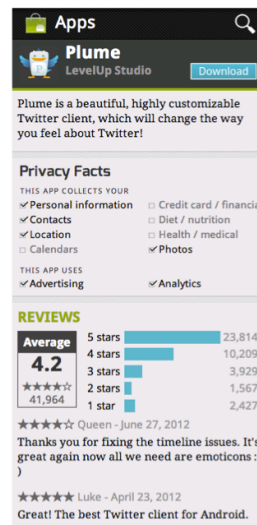 Apps
Plume
LevelUp Studio
Download
Plume is a beautiful, highly customizable
Twitter client, which will change the way
you feel about Twitter!
Privacy Facts
THIS APP COLLECTS YOUR
Personal information
Credit card / financia
Contacts
Diet / nutrition
Location
Health / medical
Calendars
Photos
THIS APP USES
Advertising
Analytics
REVIEWS
Average
4.2
41,964
5 stars 23,814
4 stars 10,209
3 stars 3,929
2 stars 1,567
1 star 2,427
Queen - June 27, 2012
Thanks you for fixing the timeline issues. It's
great again now all we need are emoticons :
)
Luke - April 23, 2012
Great! The best Twitter client for Android.